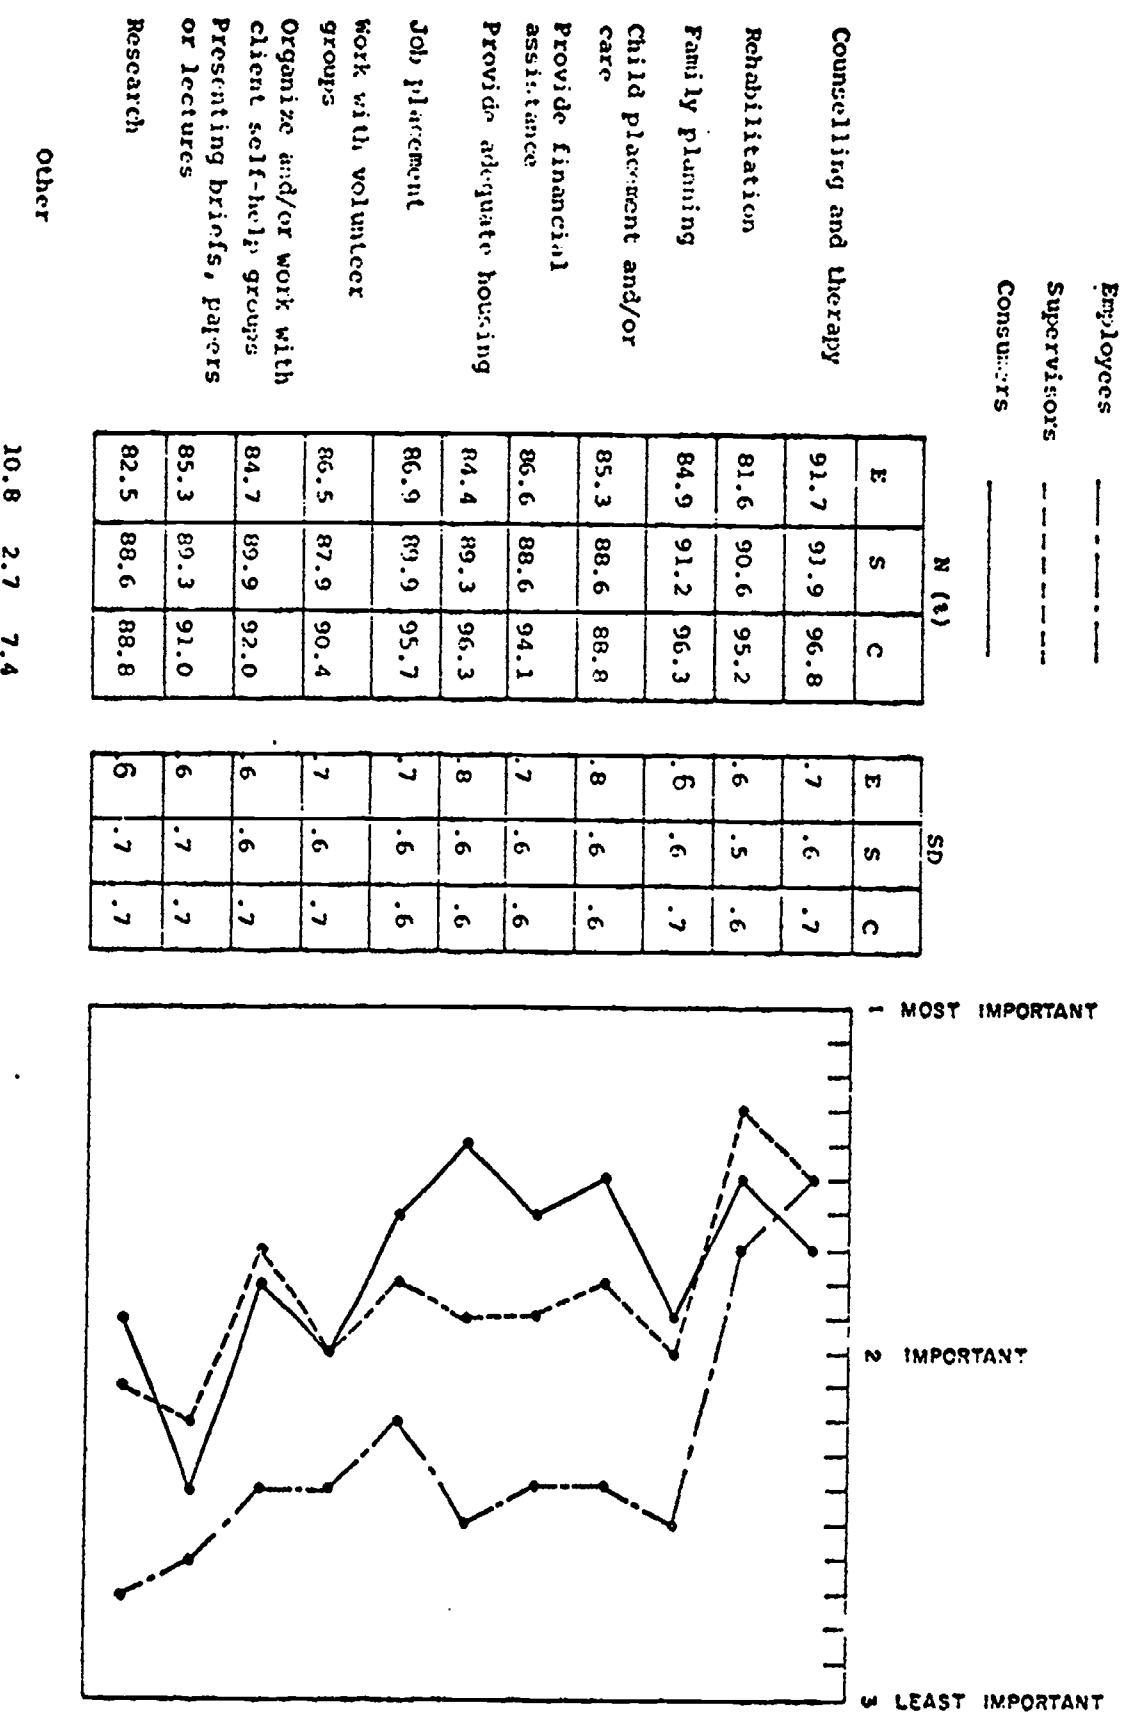 Employees
Supervisors
Consumers
N (%)
SD
E S C E S C
1 MOST IMPORTANT
2 IMPORTANT
3 LEAST IMPORTANT
Counselling and therapy 91.7 91.9 96.8 .7 .6 .7
Rehabilitation 81.6 90.6 95.2 .6 .5 .6
Family planning 84.9 91.2 96.3 .6 .6 .7
Child placement and/or
care 85.3 88.6 88.8 .8 .6 .6
Provide financial
assistance 86.6 88.6 94.1 .7 .6 .6
Provide adequate housing 84.4 89.3 96.3 .8 .6 .6
Job placement 86.9 89.9 95.7 .7 .6 .6
Work with volunteer
groups 86.5 87.9 90.4 .7 .6 .7
Organize and/or work with
client self-help groups 84.7 89.9 92.0 .6 .6 .7
Presenting briefs, papers
or lectures 85.3 89.3 91.0 .6 .7 .7
Research 82.5 88.6 88.8 .6 .7 .7
Other 10.8 2.7 7.4